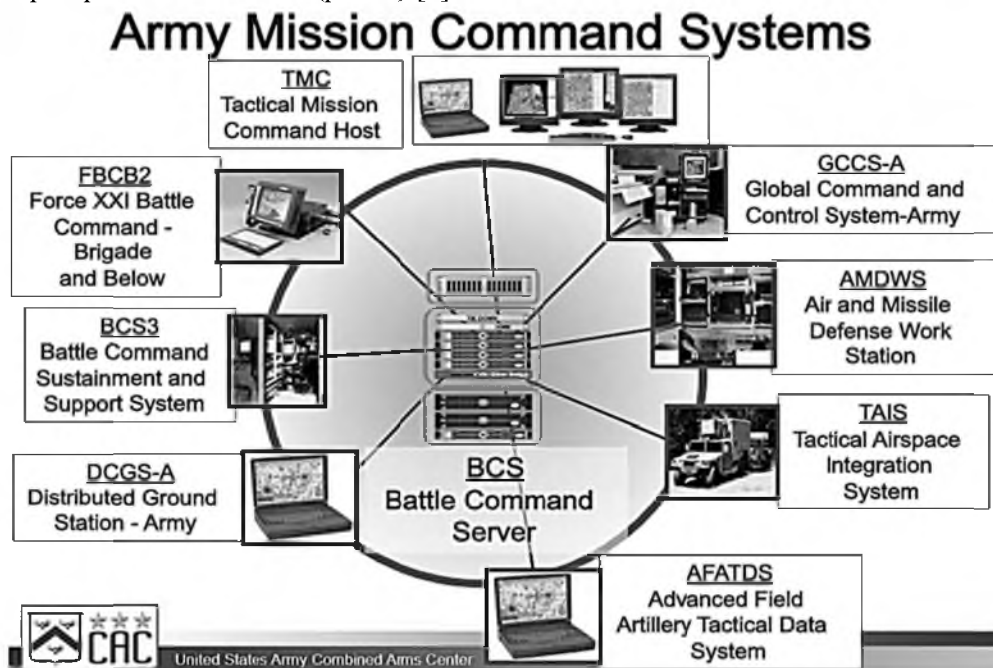 Army Mission Command Systems
TMC
Tactical Mission
Command Host
FBCB2
Force XXI Battle
Command -
Brigade
and Below
GCCS-A
Global Command and
Control System-Army
BCS3
Battle Command
Sustainment and
Support System
AMDWS
Air and Missile
Defense Work
Station
DCGS-A
Distributed Ground
Station - Army
BCS
Battle Command
Server
TAIS
Tactical Airspace
Integration
System
AFATDS
Advanced Field
Artillery Tactical Data
System
CAC
United States Army Combined Arms Center